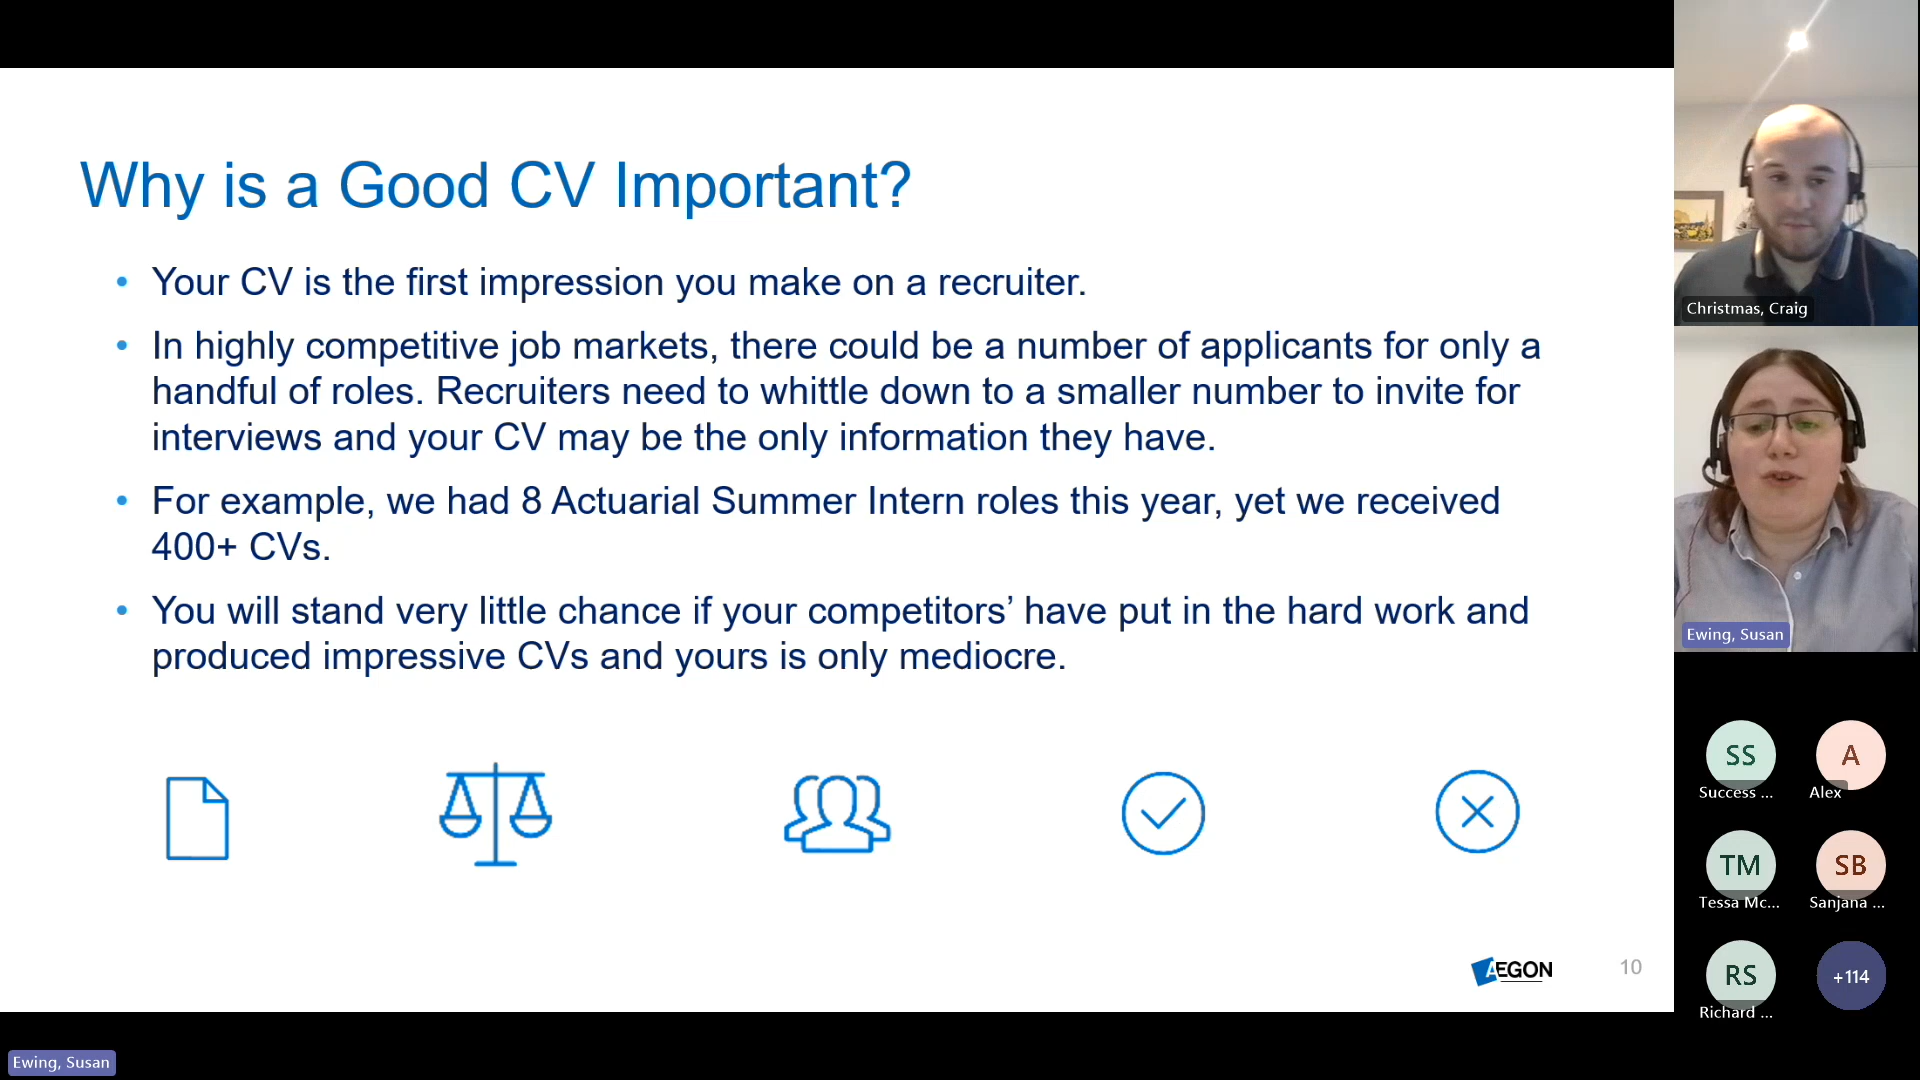 Why is a Good CV Important?
• Your CV is the first impression you make on a recruiter.
• In highly competitive job markets, there could be a number of applicants for only a
handful of roles. Recruiters need to whittle down to a smaller number to invite for
interviews and your CV may be the only information they have.
• For example, we had 8 Actuarial Summer Intern roles this year, yet we received
400+ CVs.
• You will stand very little chance if your competitors’ have put in the hard work and
produced impressive CVs and yours is only mediocre.
AEGON
10
Ewing, Susan
Christmas, Craig
Ewing, Susan
SS
Success ...
A
Alex
TM
Tessa Mc...
SB
Sanjana ...
RS
Richard ...
+114